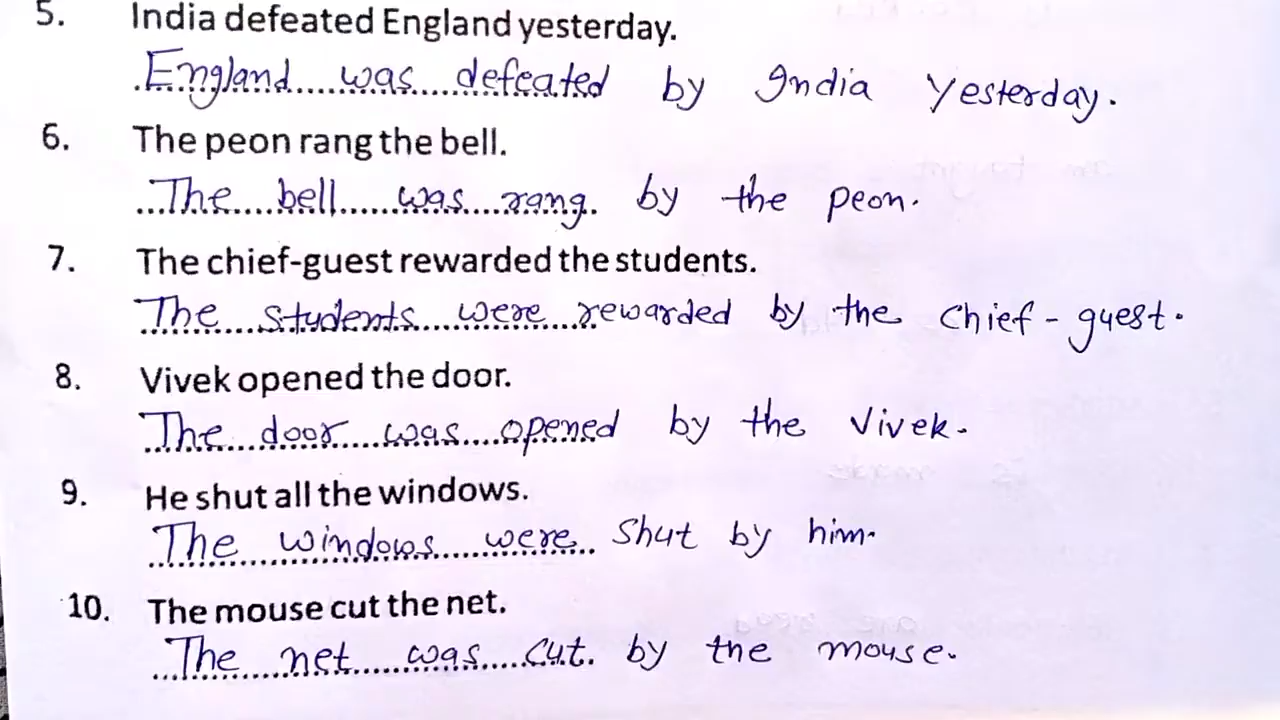 5. India defeated England yesterday.
England was defeated by India Yesterday.
6. The peon rang the bell.
The bell was rang by the peon.
7. The chief-guest rewarded the students.
The students were rewarded by the chief-guest.
8. Vivek opened the door.
The door was opened by the Vivek.
9. He shut all the windows.
The windows were shut by him.
10. The mouse cut the net.
The net was cut by the mouse.